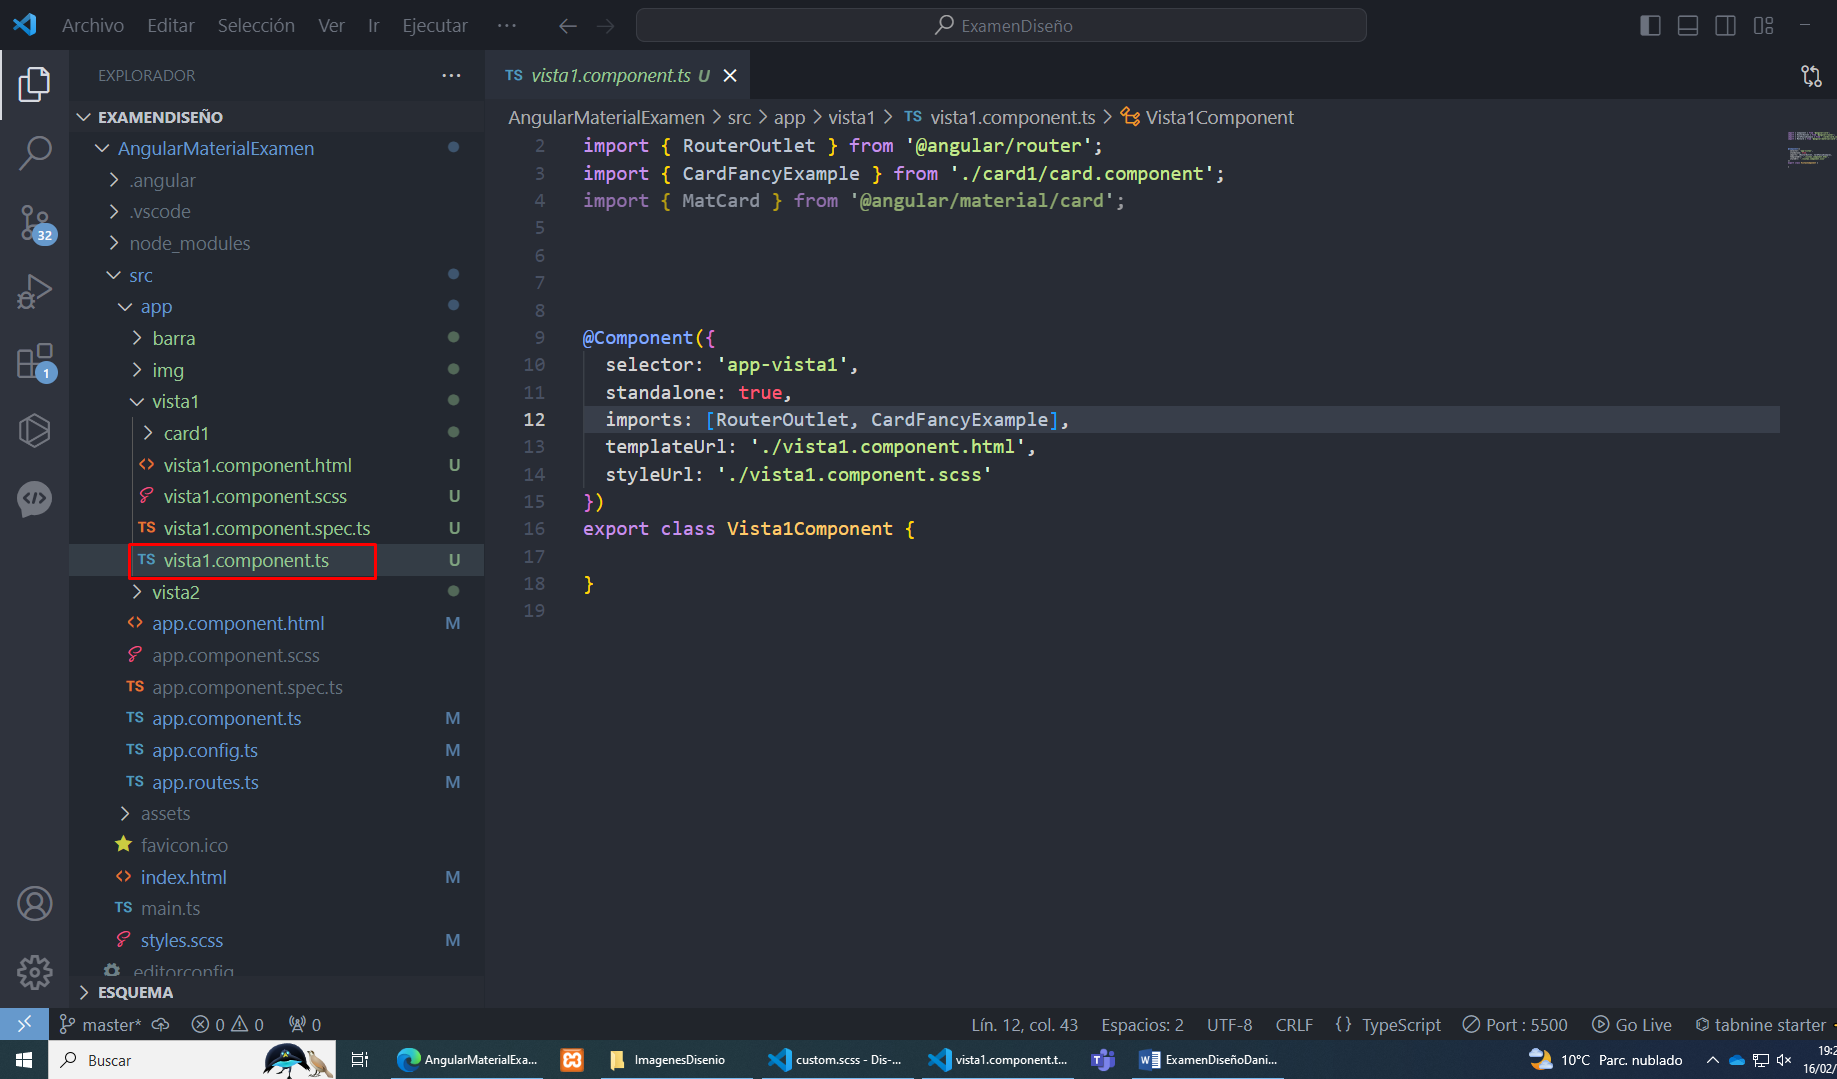 Archivo Editar Selección Ver Ir Ejecutar ··· ExamenDiseño
EXPLORADOR ···
EXAMENDISEÑO
AngularMaterialExamen
.angular
.vscode
node_modules
src
app
barra
img
vista1
card1
vista1.component.html U
vista1.component.scss U
TS vista1.component.spec.ts U
TS vista1.component.ts U
vista2
app.component.html M
app.component.scss
TS app.component.spec.ts
TS app.component.ts M
TS app.config.ts M
TS app.routes.ts M
assets
favicon.ico
index.html M
TS main.ts
styles.scss M
.editorconfig
ESQUEMA
32
1
TS vista1.component.ts U
AngularMaterialExamen > src > app > vista1 > TS vista1.component.ts > Vista1Component
2 import { RouterOutlet } from '@angular/router';
3 import { CardFancyExample } from './card1/card.component';
4 import { MatCard } from '@angular/material/card';
5
6
7
8
9 @Component({
10 selector: 'app-vista1',
11 standalone: true,
12 imports: [RouterOutlet, CardFancyExample],
13 templateUrl: './vista1.component.html',
14 styleUrl: './vista1.component.scss'
15 })
16 export class Vista1Component {
17
18 }
19
master* 0 0 0 Lín. 12, col. 43 Espacios: 2 UTF-8 CRLF {} TypeScript Port : 5500 Go Live tabnine starter
Buscar AngularMaterialExa... ImagenesDisenio custom.scss - Dis-... vista1.component.t... ExamenDiseñoDani... 10°C Parc. nublado